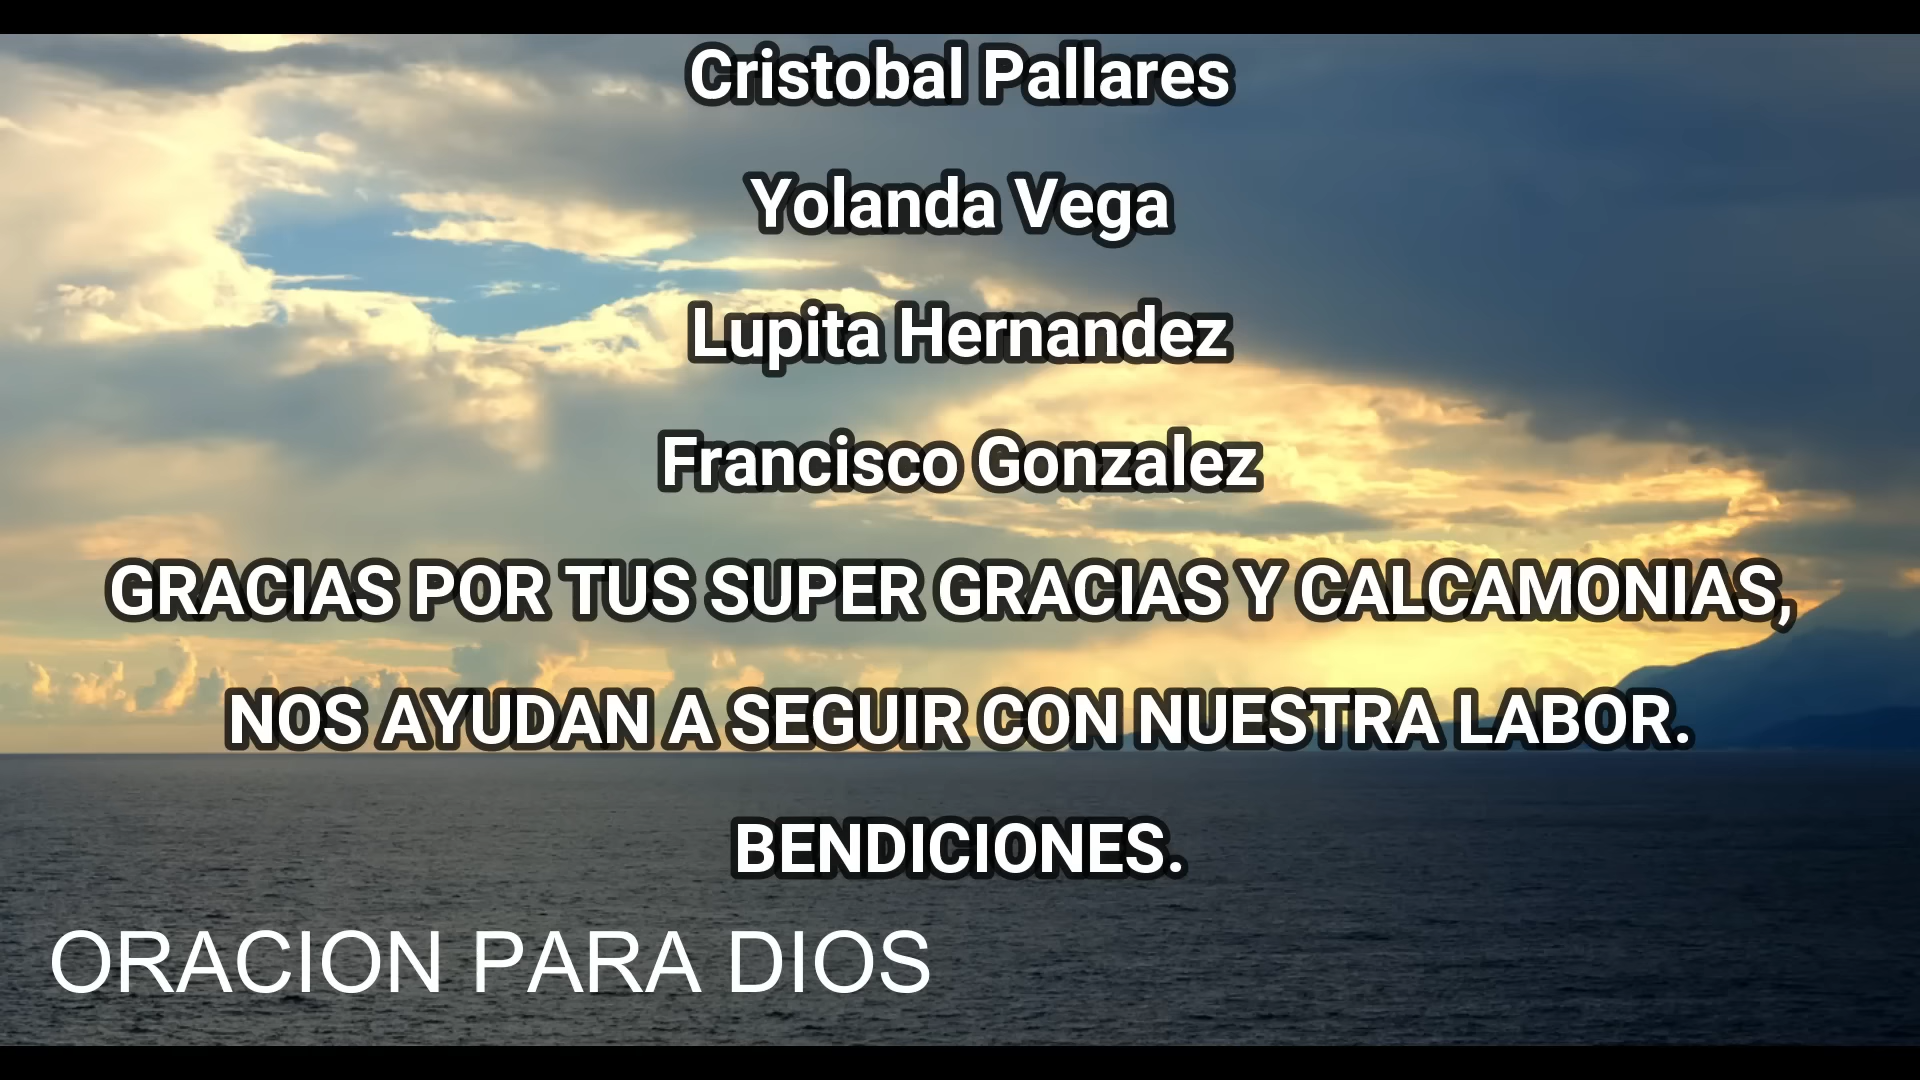 Cristobal Pallares
Yolanda Vega
Lupita Hernandez
Francisco Gonzalez
GRACIAS POR TUS SUPER GRACIAS Y CALCAMONIAS,
NOS AYUDAN A SEGUIR CON NUESTRA LABOR.
BENDICIONES.
ORACION PARA DIOS